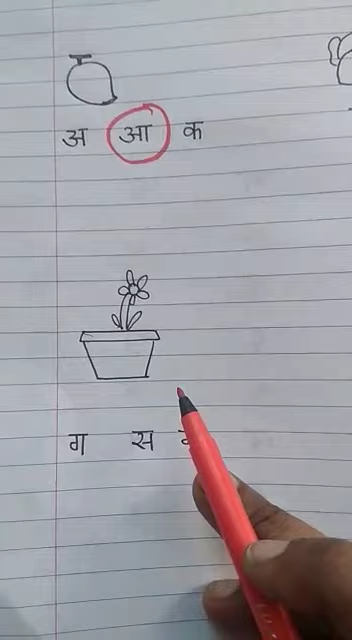 अ आ क
ग स